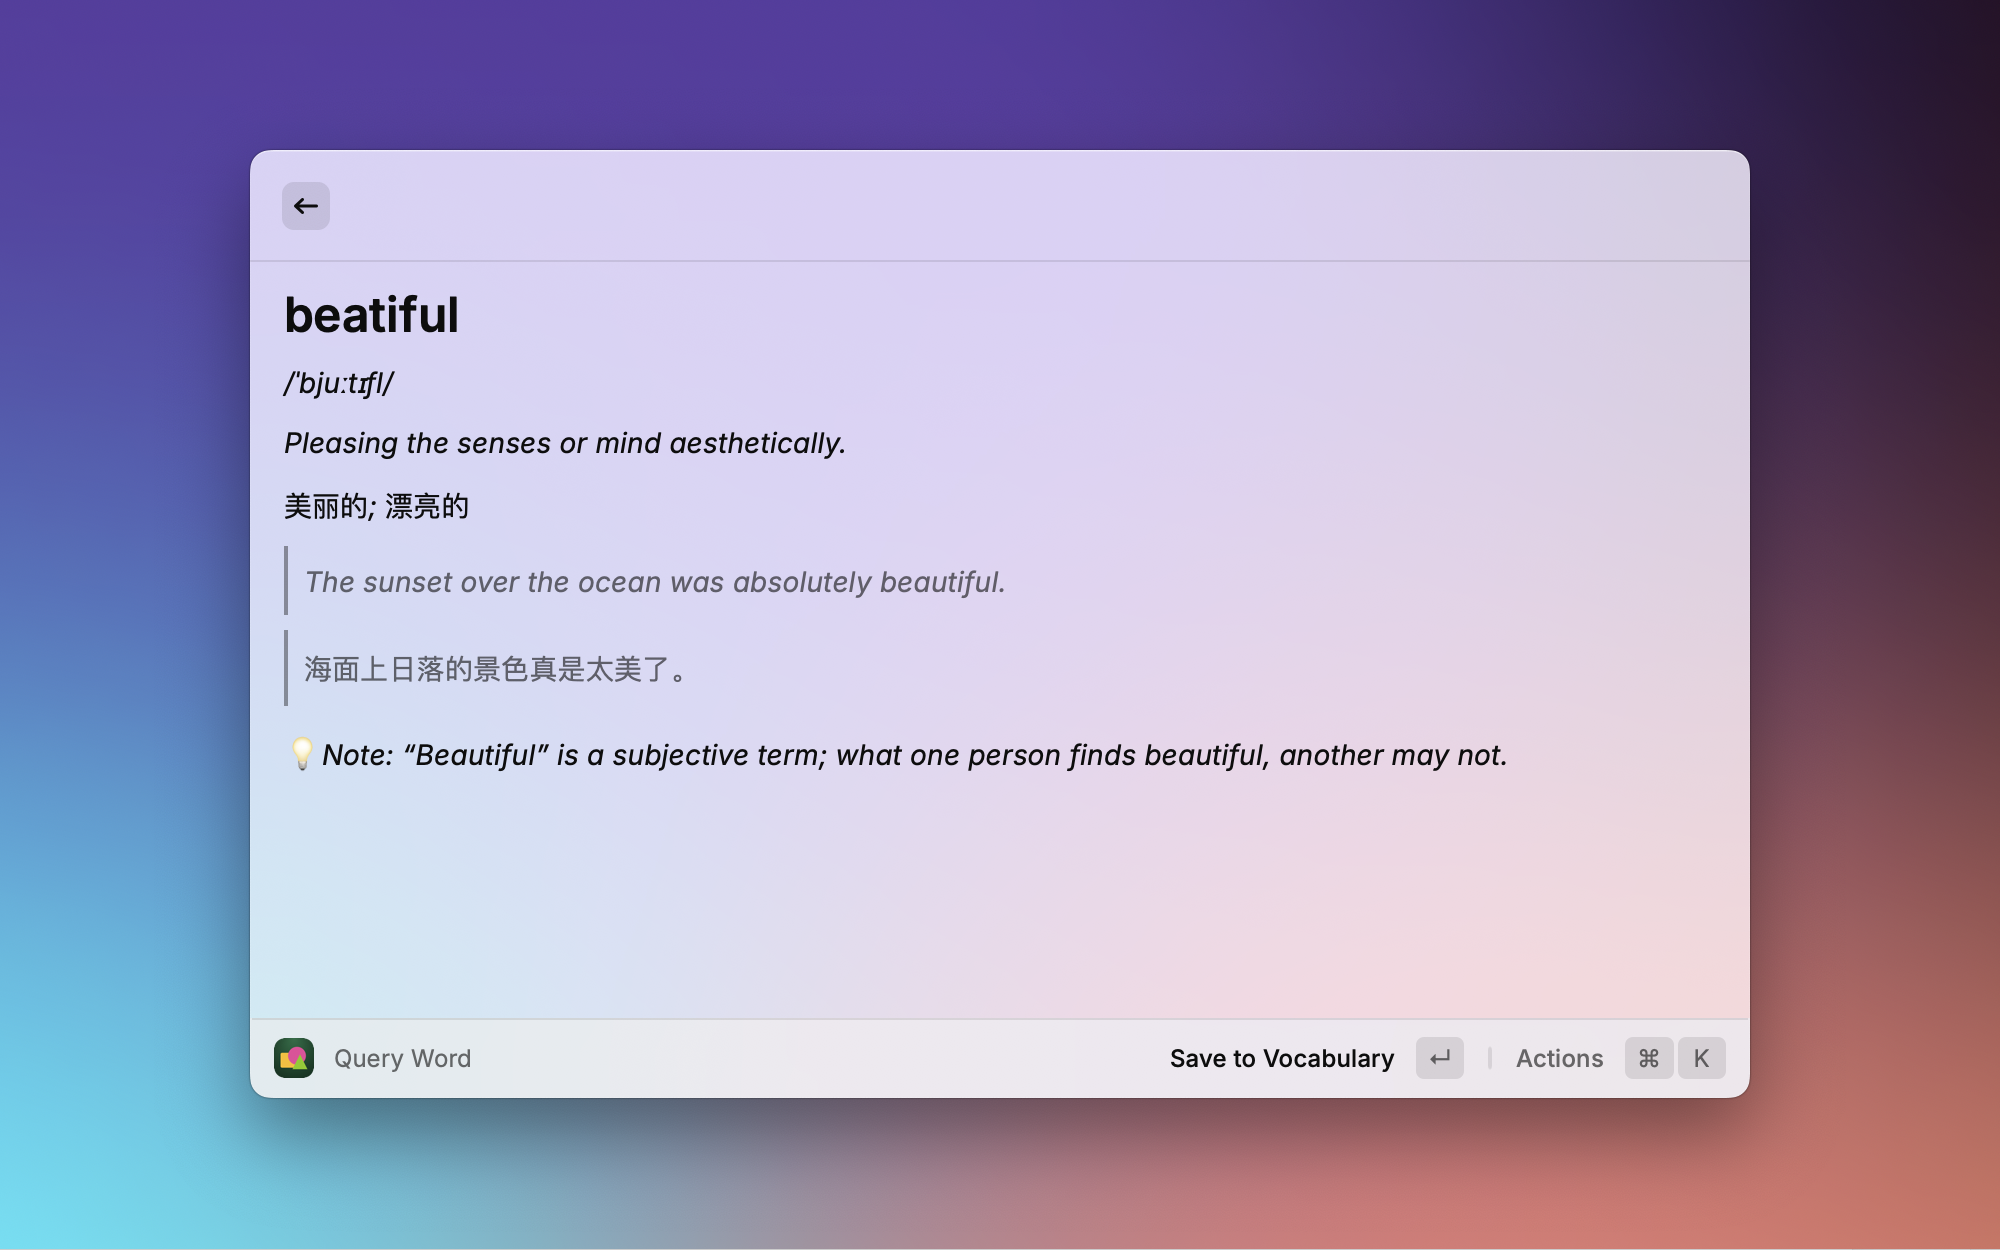 beatiful
/ˈbjuːtɪfl/
Pleasing the senses or mind aesthetically.
美丽的; 漂亮的
The sunset over the ocean was absolutely beautiful.
海面上日落的景色真是太美了。
Note: “Beautiful” is a subjective term; what one person finds beautiful, another may not.
Query Word
Save to Vocabulary ↵ | Actions ⌘ K